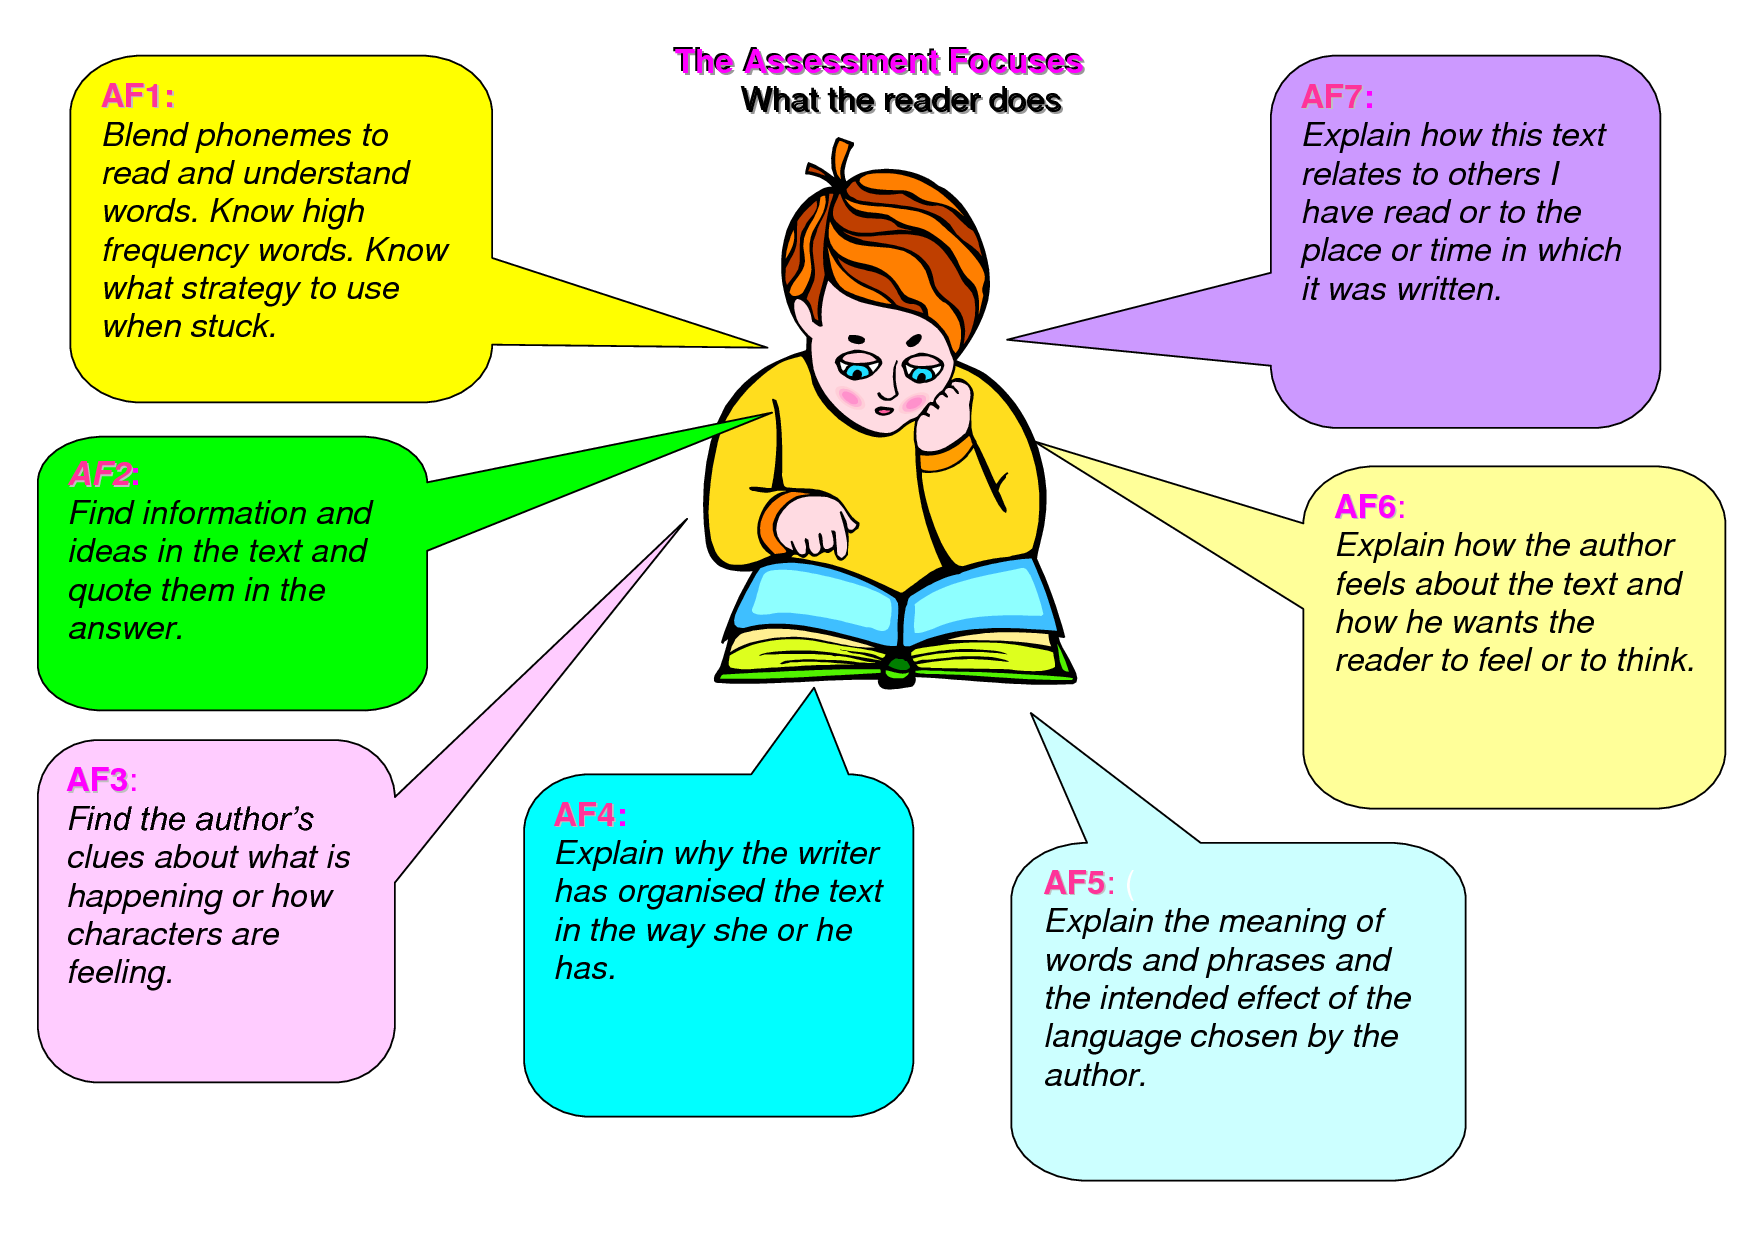 The Assessment Focuses
What the reader does
AF1:
Blend phonemes to
read and understand
words. Know high
frequency words. Know
what strategy to use
when stuck.
AF2:
Find information and
ideas in the text and
quote them in the
answer.
AF3:
Find the author’s
clues about what is
happening or how
characters are
feeling.
AF4:
Explain why the writer
has organised the text
in the way she or he
has.
AF5: (
Explain the meaning of
words and phrases and
the intended effect of the
language chosen by the
author.
AF6:
Explain how the author
feels about the text and
how he wants the
reader to feel or to think.
AF7:
Explain how this text
relates to others I
have read or to the
place or time in which
it was written.